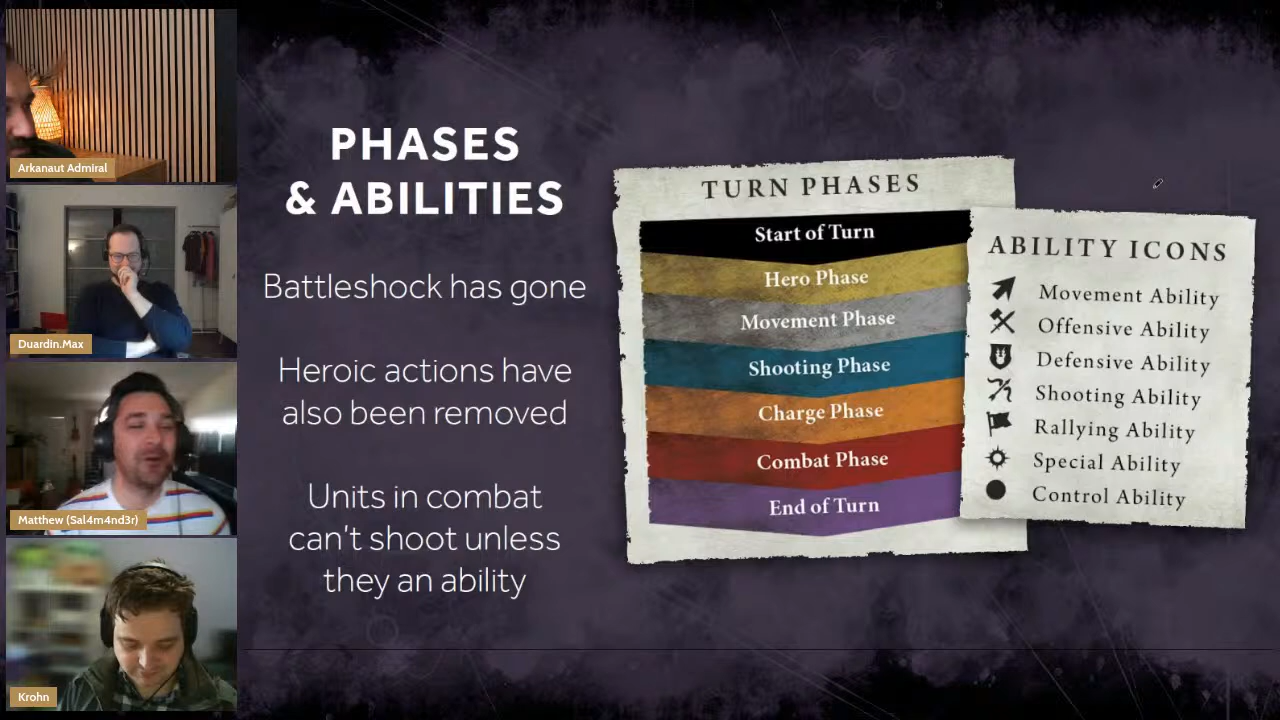 Arkanaut Admiral
Duardin.Max
Matthew (Sal4m4nd3r)
Krohn
PHASES
& ABILITIES
Battleshock has gone
Heroic actions have
also been removed
Units in combat
can't shoot unless
they an ability
TURN PHASES
Start of Turn
Hero Phase
Movement Phase
Shooting Phase
Charge Phase
Combat Phase
End of Turn
ABILITY ICONS
Movement Ability
Offensive Ability
Defensive Ability
Shooting Ability
Rallying Ability
Special Ability
Control Ability